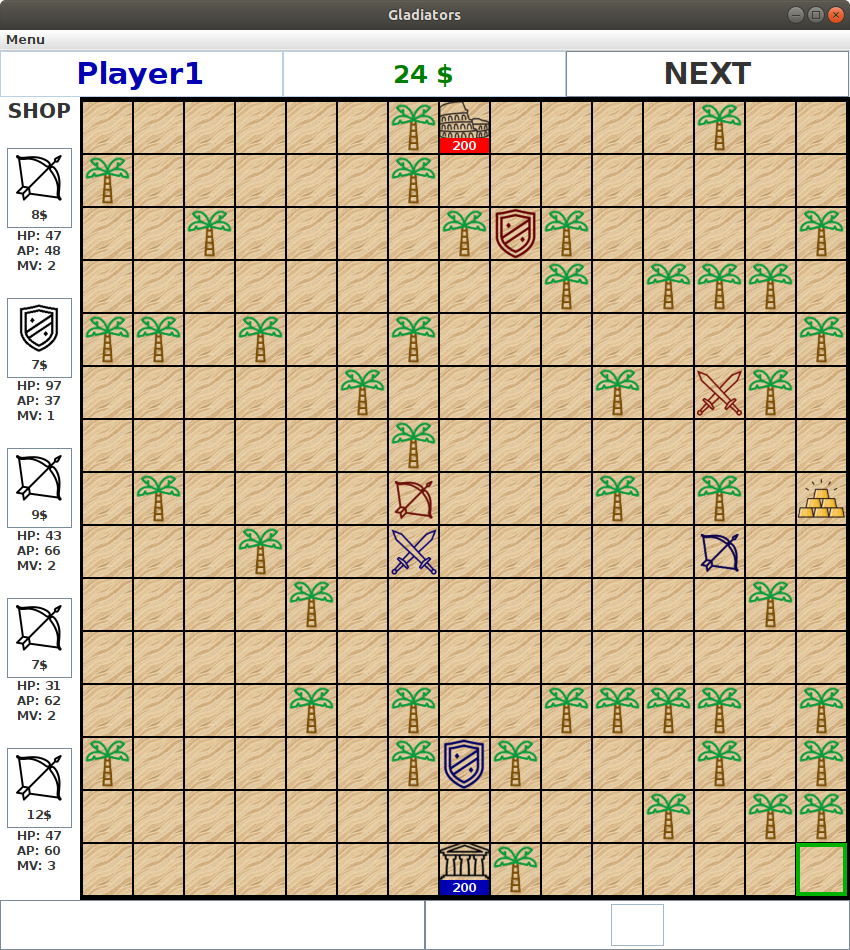 Gladiators
Menu
Player1
24 $
NEXT
SHOP
200
8$
HP: 47
AP: 48
MV: 2
7$
HP: 97
AP: 37
MV: 1
9$
HP: 43
AP: 66
MV: 2
7$
HP: 31
AP: 62
MV: 2
12$
HP: 47
AP: 60
MV: 3
200